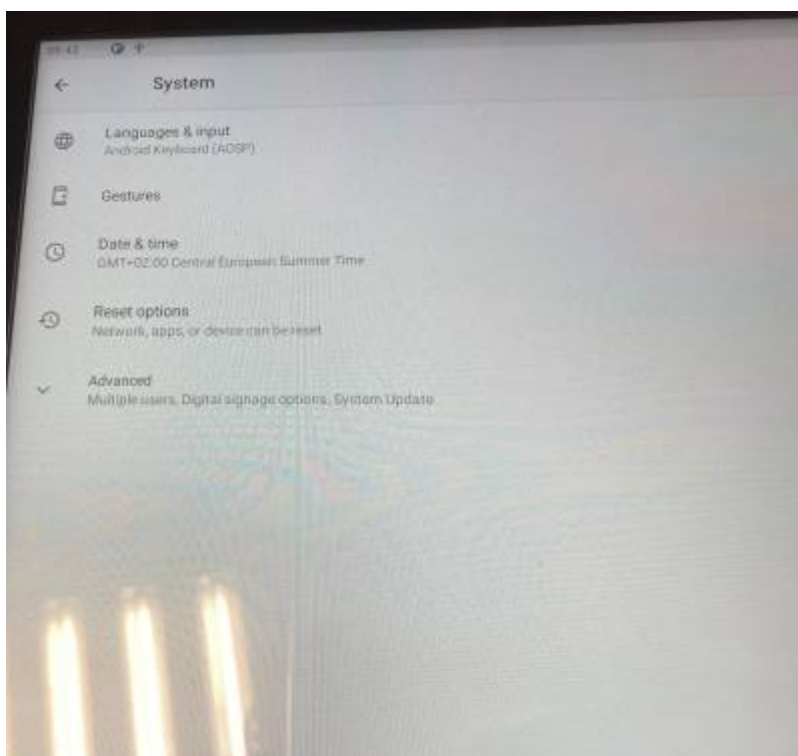 System
Languages & input
Android Keyboard (AOSP)
Gestures
Date & time
GMT+02:00 Central European Summer Time
Reset options
Network, apps, or device can be reset
Advanced
Multiple users, Digital signage options, System Update